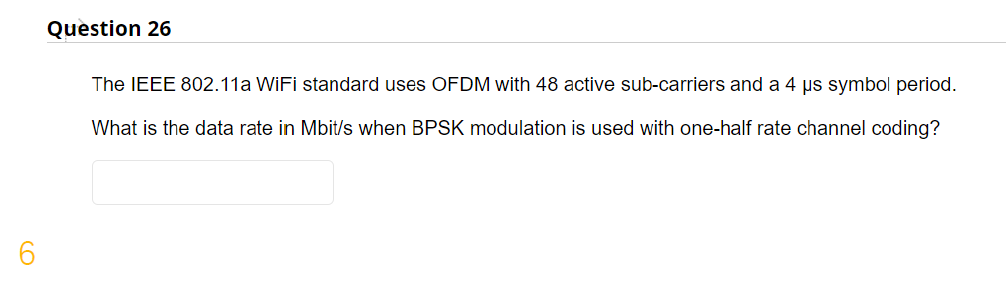 Question 26
The IEEE 802.11a WiFi standard uses OFDM with 48 active sub-carriers and a 4 μs symbol period.
What is the data rate in Mbit/s when BPSK modulation is used with one-half rate channel coding?
6